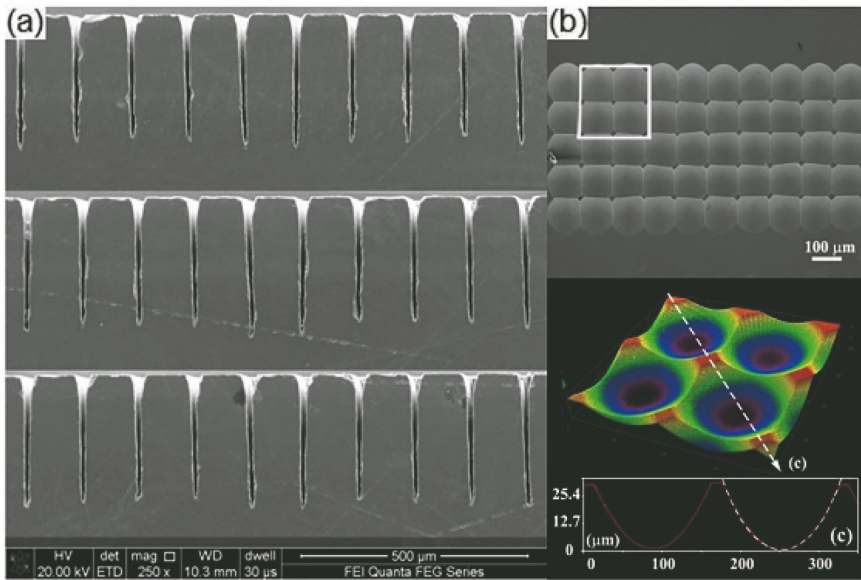 (a)
HV det mag WD dwell 500 µm
20.00 kV ETD 250 x 10.3 mm 30 µs FEI Quanta FEG Series
(b)
100 µm
(c)
25.4
12.7
0
(µm) (c)
0 100 200 300